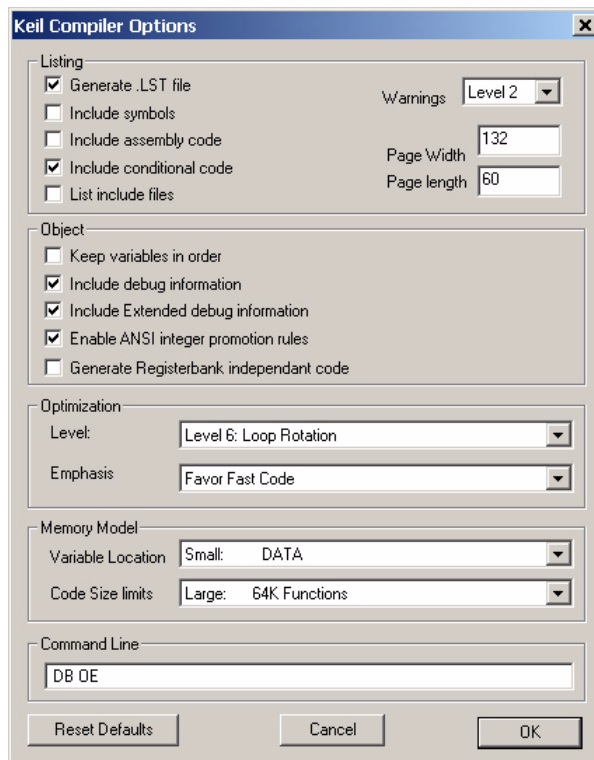 Keil Compiler Options
Listing
Generate .LST file
Include symbols
Include assembly code
Include conditional code
List include files
Warnings Level 2
Page Width 132
Page length 60
Object
Keep variables in order
Include debug information
Include Extended debug information
Enable ANSI integer promotion rules
Generate Registerbank independant code
Optimization
Level: Level 6: Loop Rotation
Emphasis Favor Fast Code
Memory Model
Variable Location Small: DATA
Code Size limits Large: 64K Functions
Command Line
DB OE
Reset Defaults Cancel OK